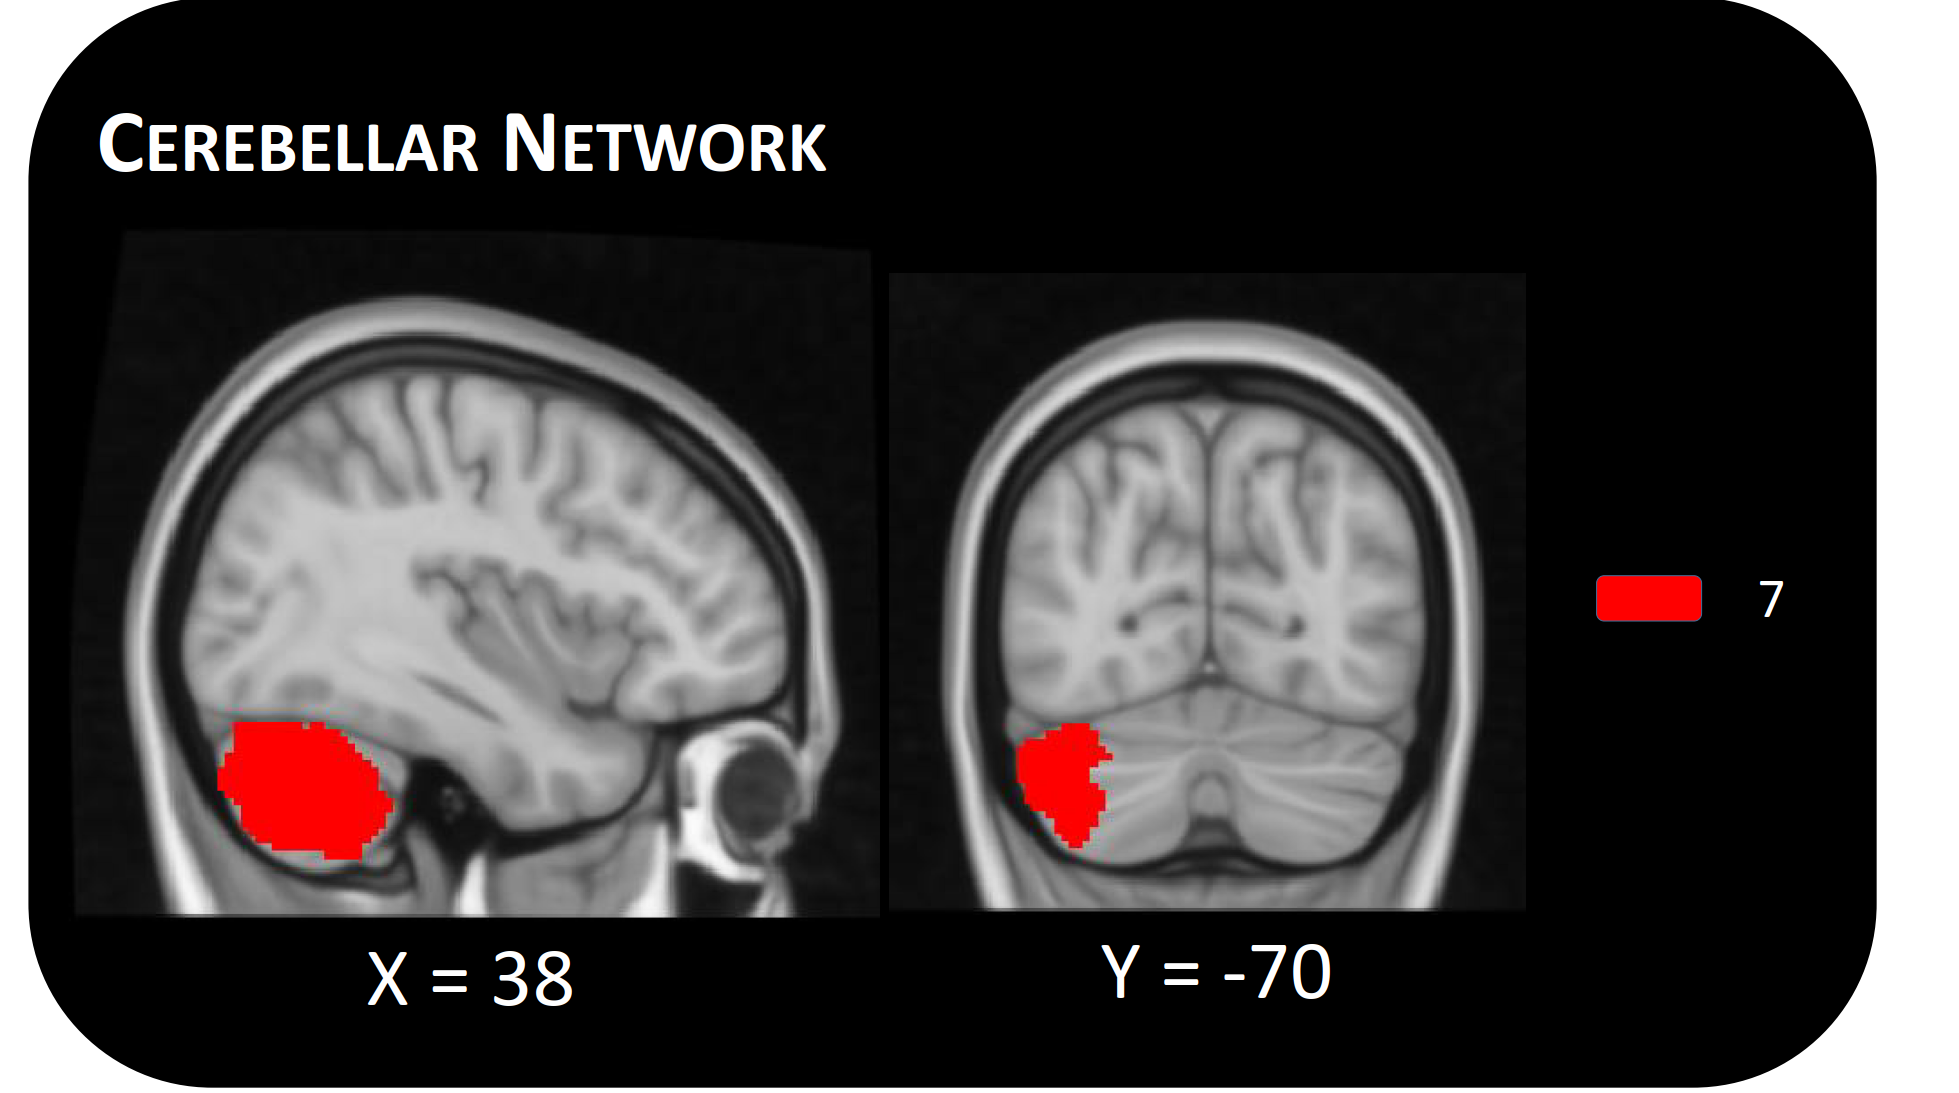 CEREBELLAR NETWORK
7
X = 38
Y = -70